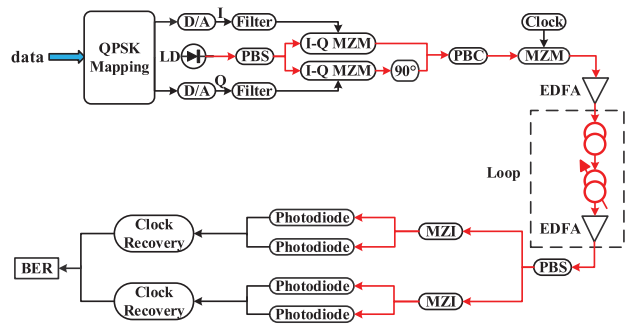 D/A
I
Filter
Clock
QPSK
Mapping
data
LD
PBS
I-Q MZM
I-Q MZM
90°
PBC
MZM
D/A
Q
Filter
EDFA
Loop
EDFA
PBS
Photodiode
Photodiode
Clock
Recovery
MZI
BER
Clock
Recovery
Photodiode
Photodiode
MZI